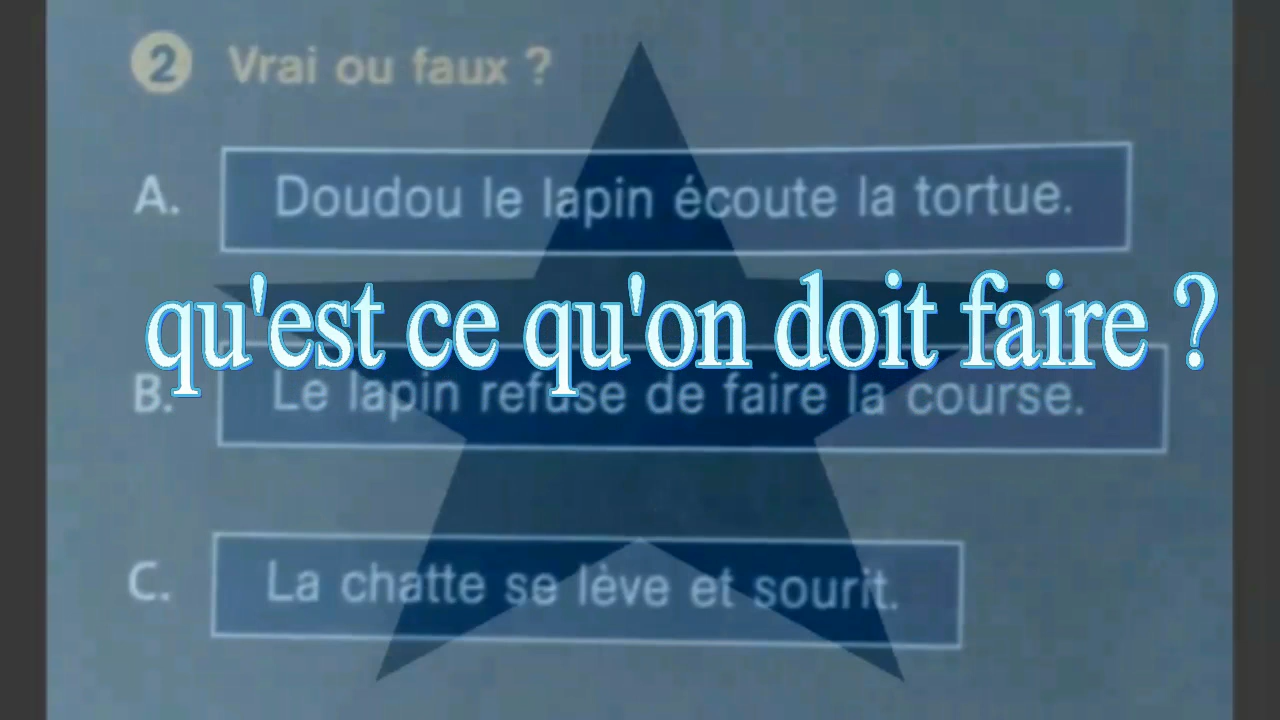 2 Vrai ou faux ?
A. Doudou le lapin écoute la tortue.
qu'est ce qu'on doit faire ?
B. Le lapin refuse de faire la course.
C. La chatte se lève et sourit.